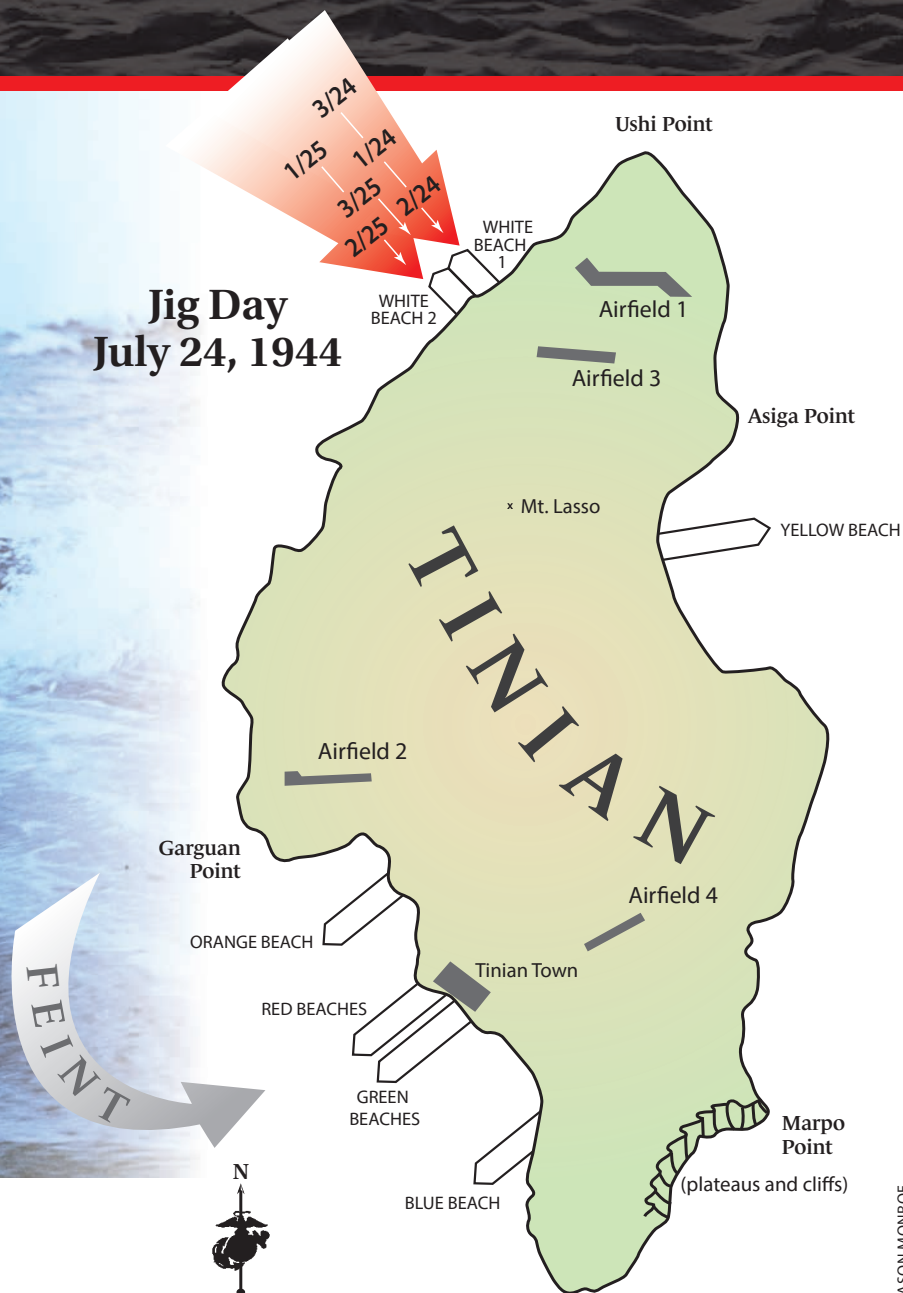 3/24
1/25
1/24
3/25
2/24
2/25
Ushi Point
WHITE
BEACH
1
WHITE
BEACH 2
Jig Day
July 24, 1944
Airfield 1
Airfield 3
Asiga Point
x Mt. Lasso
YELLOW BEACH
TINIAN
Airfield 2
Garguan
Point
Airfield 4
ORANGE BEACH
Tinian Town
RED BEACHES
FEINT
GREEN
BEACHES
Marpo
Point
(plateaus and cliffs)
BLUE BEACH
N
ASON MONROE